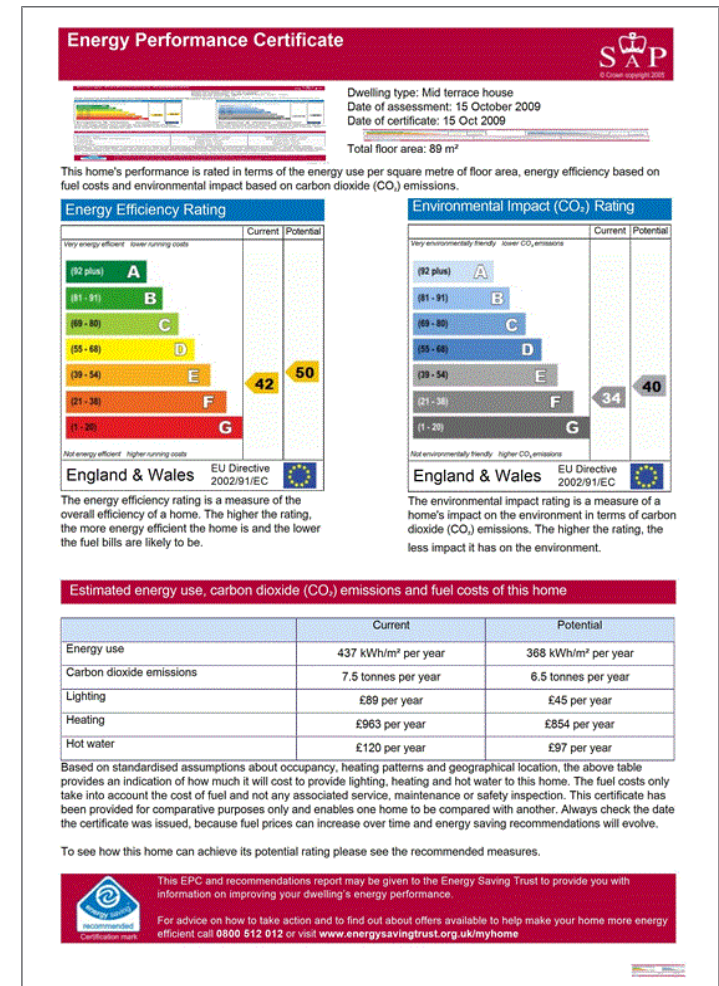 Energy Performance Certificate
SAP
© Crown copyright 2005
Dwelling type: Mid terrace house
Date of assessment: 15 October 2009
Date of certificate: 15 Oct 2009
Total floor area: 89 m²
This home's performance is rated in terms of the energy use per square metre of floor area, energy efficiency based on
fuel costs and environmental impact based on carbon dioxide (CO₂) emissions.
Energy Efficiency Rating
Current Potential
Very energy efficient lower running costs
(92 plus) A
(81 - 91) B
(69 - 80) C
(55 - 68) D
(39 - 54) E
(21 - 38) F
(1 - 20) G
42
50
Not energy efficient higher running costs
England & Wales
EU Directive
2002/91/EC
The energy efficiency rating is a measure of the
overall efficiency of a home. The higher the rating,
the more energy efficient the home is and the lower
the fuel bills are likely to be.
Environmental Impact (CO₂) Rating
Current Potential
Very environmentally friendly lower CO₂ emissions
(92 plus) A
(81 - 91) B
(69 - 80) C
(55 - 68) D
(39 - 54) E
(21 - 38) F
(1 - 20) G
34
40
Not environmentally friendly higher CO₂ emissions
England & Wales
EU Directive
2002/91/EC
The environmental impact rating is a measure of a
home's impact on the environment in terms of carbon
dioxide (CO₂) emissions. The higher the rating, the
less impact it has on the environment.
Estimated energy use, carbon dioxide (CO₂) emissions and fuel costs of this home
Current Potential
Energy use 437 kWh/m² per year 368 kWh/m² per year
Carbon dioxide emissions 7.5 tonnes per year 6.5 tonnes per year
Lighting £89 per year £45 per year
Heating £963 per year £854 per year
Hot water £120 per year £97 per year
Based on standardised assumptions about occupancy, heating patterns and geographical location, the above table
provides an indication of how much it will cost to provide lighting, heating and hot water to this home. The fuel costs only
take into account the cost of fuel and not any associated service, maintenance or safety inspection. This certificate has
been provided for comparative purposes only and enables one home to be compared with another. Always check the date
the certificate was issued, because fuel prices can increase over time and energy saving recommendations will evolve.
To see how this home can achieve its potential rating please see the recommended measures.
energy saving
recommended
Certification mark
This EPC and recommendations report may be given to the Energy Saving Trust to provide you with
information on improving your dwelling's energy performance.
For advice on how to take action and to find out about offers available to help make your home more energy
efficient call 0800 512 012 or visit www.energysavingtrust.org.uk/myhome